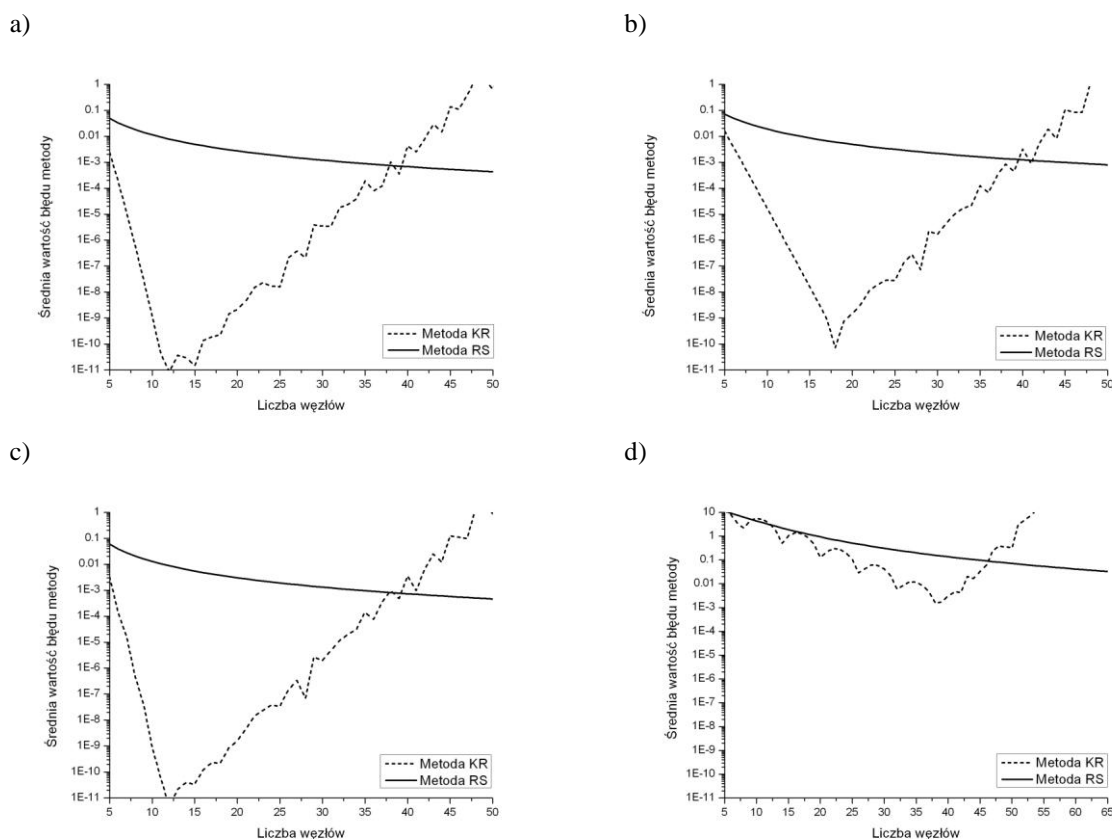 a)
b)
Średnia wartość błędu metody
1
0.1
0.01
1E-3
1E-4
1E-5
1E-6
1E-7
1E-8
1E-9
1E-10
1E-11
5 10 15 20 25 30 35 40 45 50
Liczba węzłów
Metoda KR
Metoda RS
Średnia wartość błędu metody
1
0.1
0.01
1E-3
1E-4
1E-5
1E-6
1E-7
1E-8
1E-9
1E-10
1E-11
5 10 15 20 25 30 35 40 45 50
Liczba węzłów
Metoda KR
Metoda RS
c)
d)
Średnia wartość błędu metody
1
0.1
0.01
1E-3
1E-4
1E-5
1E-6
1E-7
1E-8
1E-9
1E-10
1E-11
5 10 15 20 25 30 35 40 45 50
Liczba węzłów
Metoda KR
Metoda RS
Średnia wartość błędu metody
10
1
0.1
0.01
1E-3
1E-4
1E-5
1E-6
1E-7
1E-8
1E-9
1E-10
1E-11
5 10 15 20 25 30 35 40 45 50 55 60 65
Liczba węzłów
Metoda KR
Metoda RS